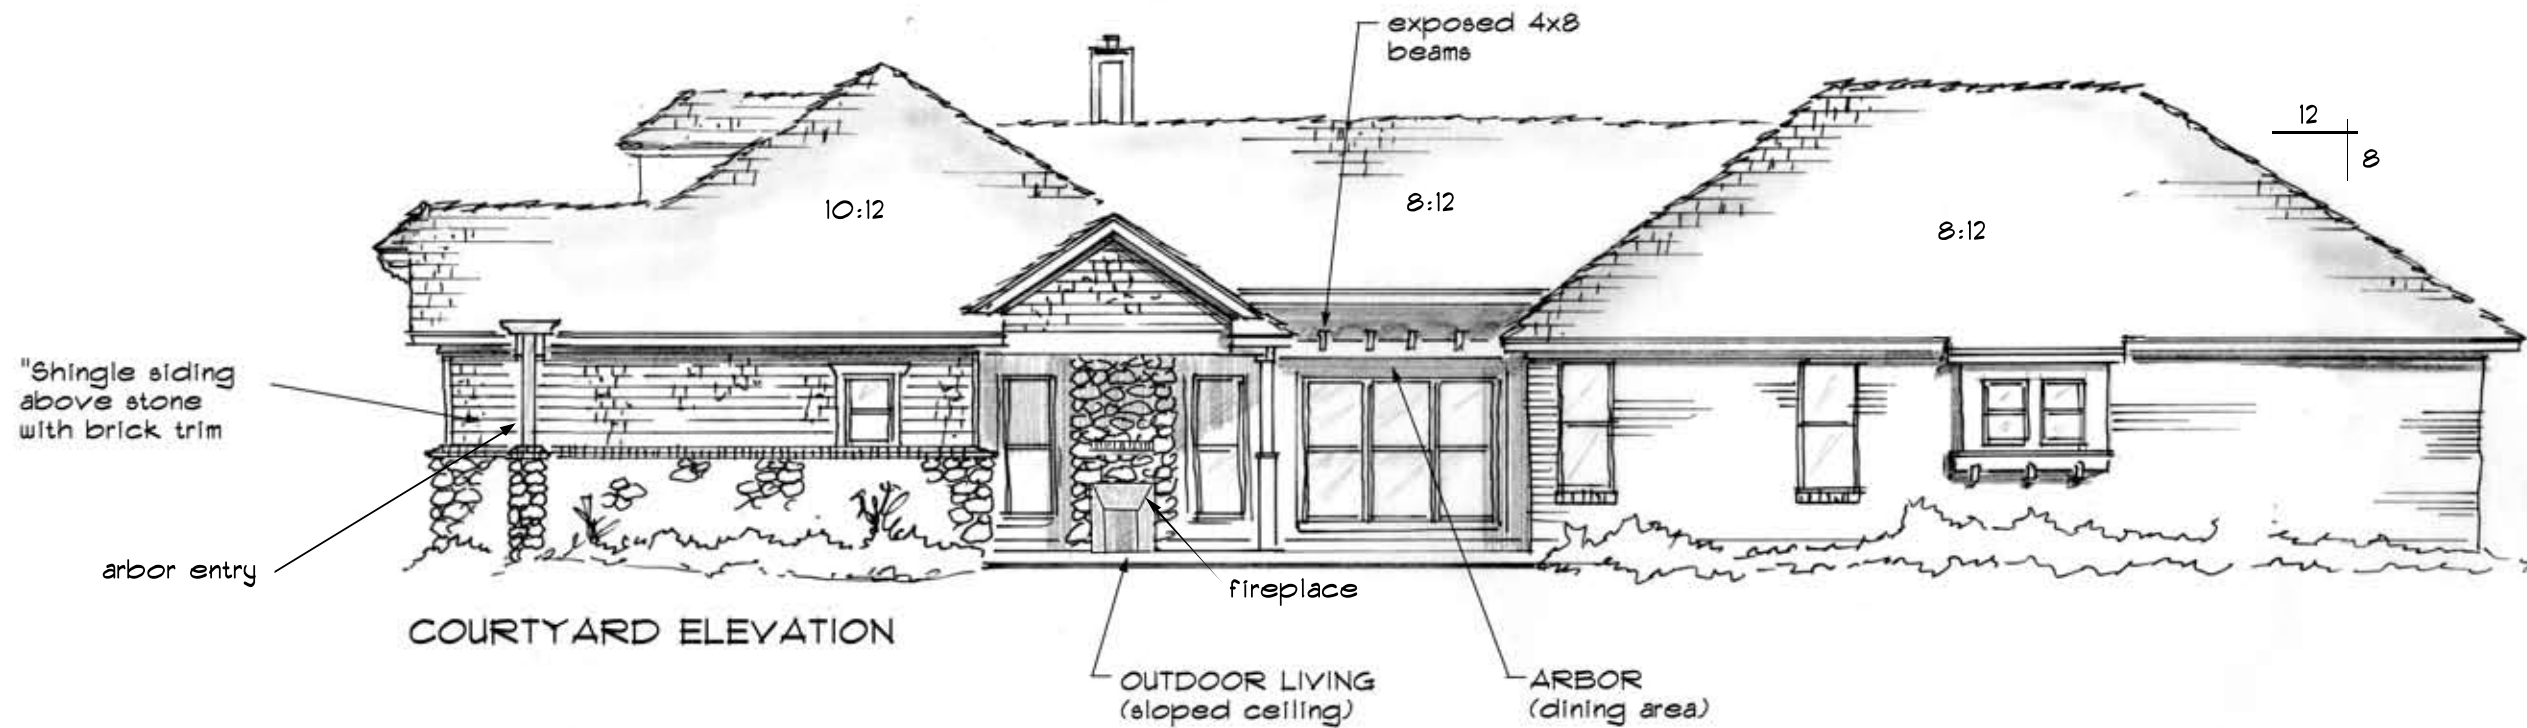 exposed 4x8
beams
12
8
10:12
8:12
8:12
"Shingle siding
above stone
with brick trim
arbor entry
fireplace
COURTYARD ELEVATION
OUTDOOR LIVING
(sloped ceiling)
ARBOR
(dining area)